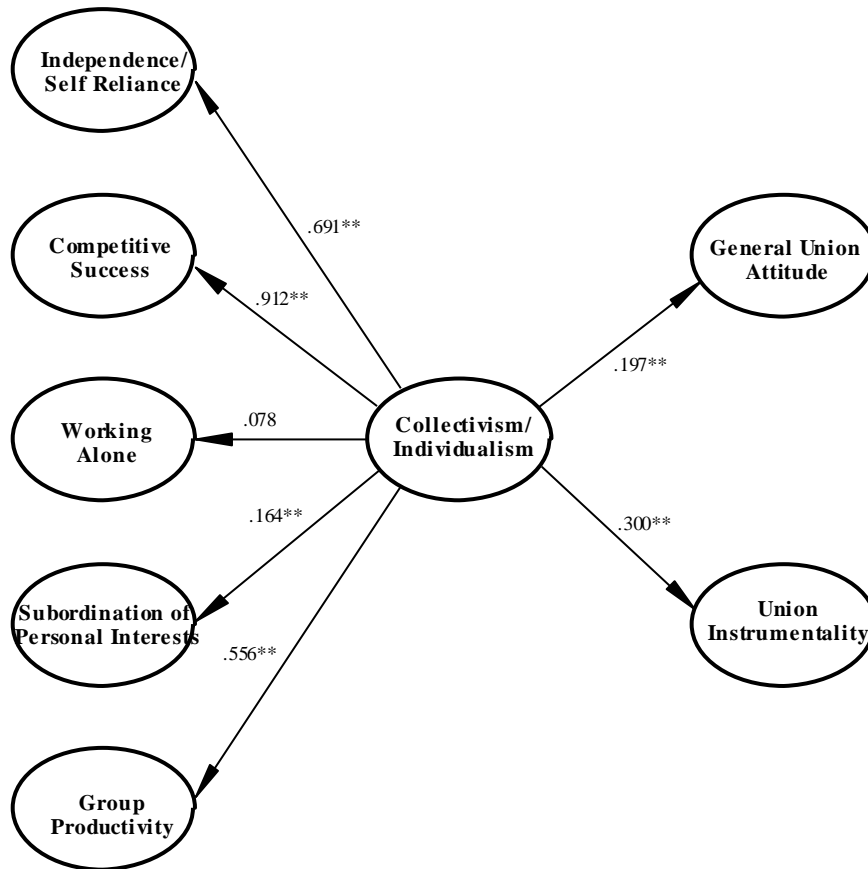 Independence/
Self Reliance
.691**
Competitive
Success
.912**
General Union
Attitude
.197**
Working
Alone
.078
Collectivism/
Individualism
.164**
Subordination of
Personal Interests
.556**
.300**
Union
Instrumentality
Group
Productivity